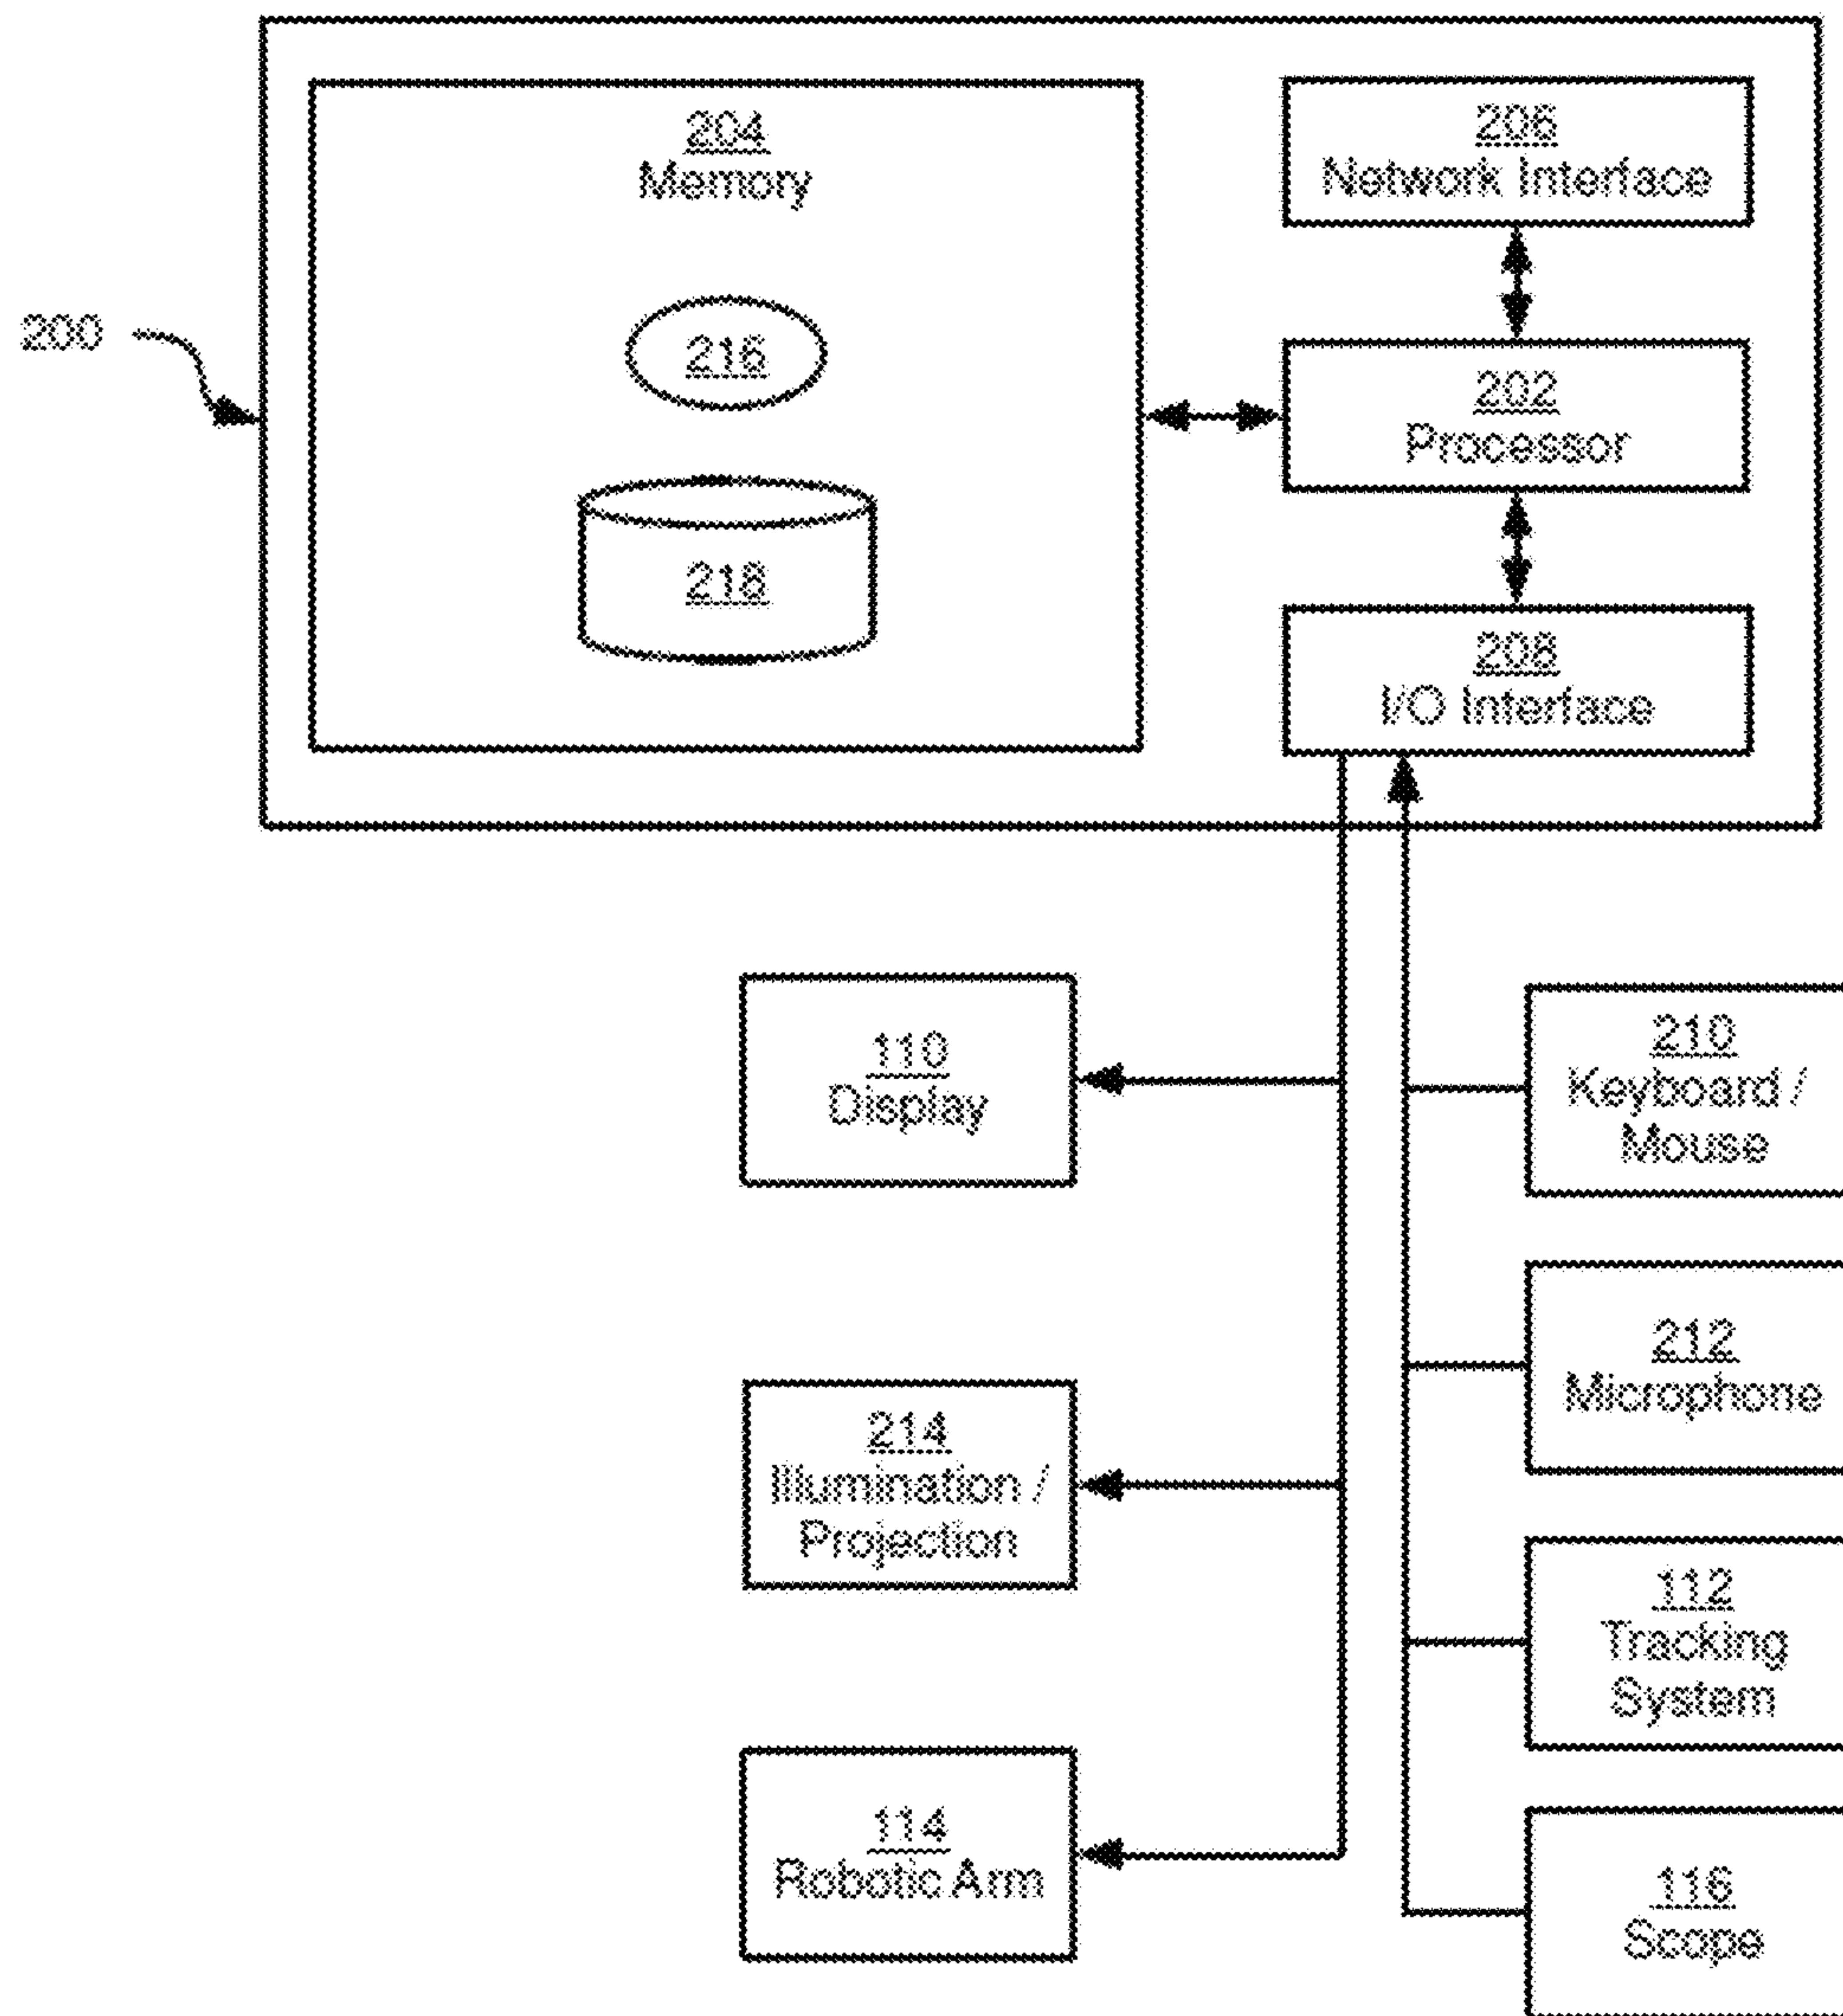 204
Memory
206
Network Interface
200
216
202
Processor
218
208
I/O Interface
110
Display
210
Keyboard /
Mouse
212
Microphone
214
Illumination /
Projection
112
Tracking
System
114
Robotic Arm
116
Scope